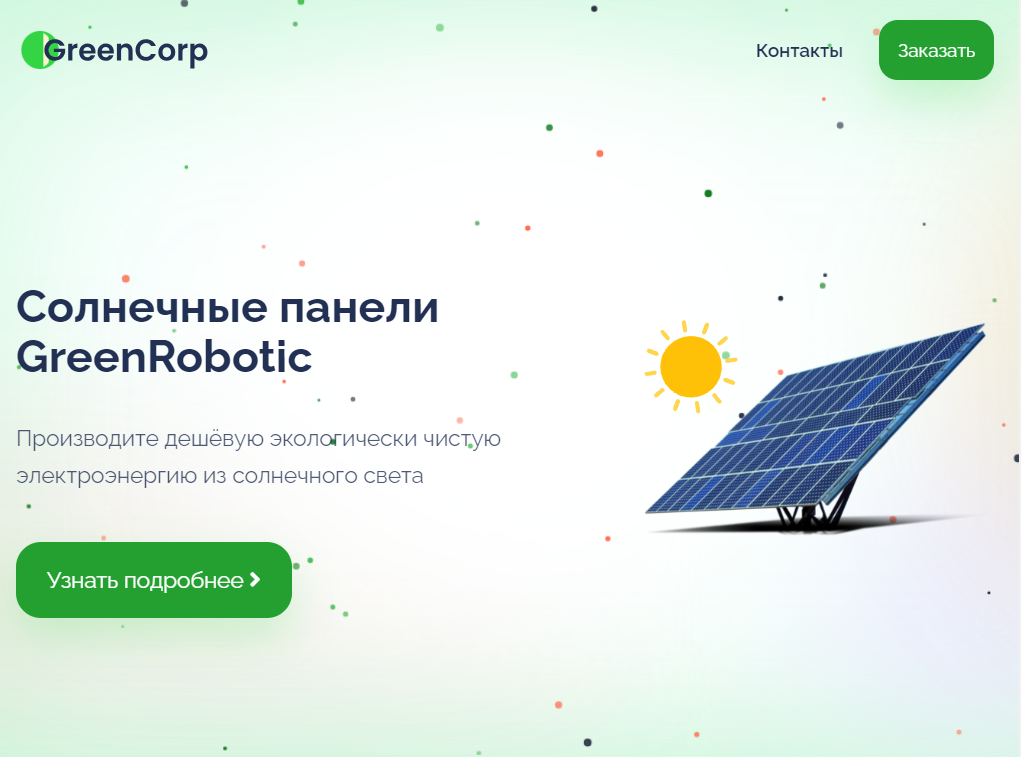 GreenCorp
Контакты
Заказать
Солнечные панели
GreenRobotic
Производите дешёвую экологически чистую
электроэнергию из солнечного света
Узнать подробнее